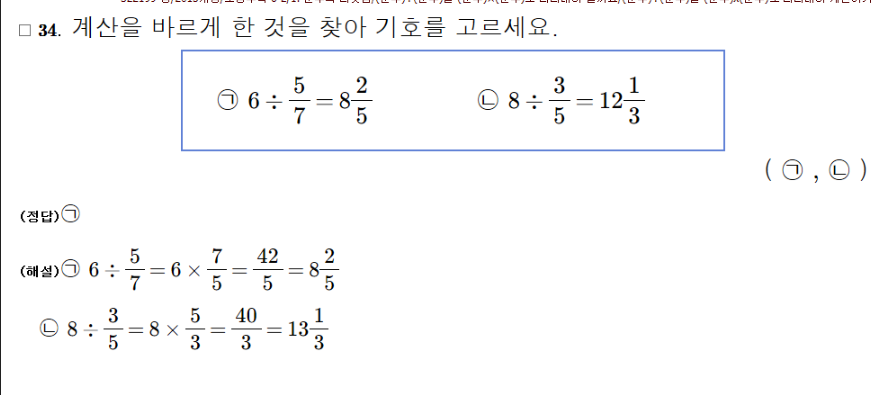 □ 34. 계산을 바르게 한 것을 찾아 기호를 고르세요.
㉠ 6 ÷ 5/7 = 8 2/5 ㉡ 8 ÷ 3/5 = 12 1/3
( ㉠ , ㉡ )
(정답)㉠
(해설)㉠ 6 ÷ 5/7 = 6 × 7/5 = 42/5 = 8 2/5
㉡ 8 ÷ 3/5 = 8 × 5/3 = 40/3 = 13 1/3